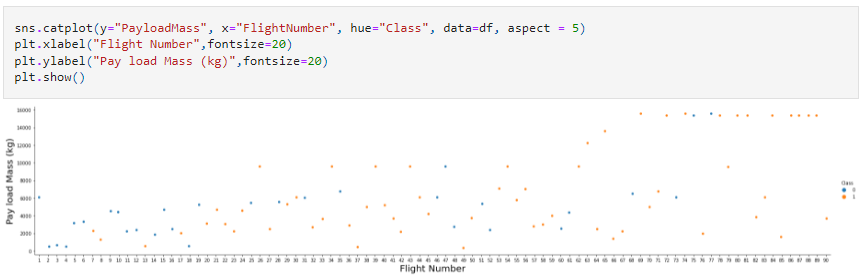 sns.catplot(y="PayloadMass", x="FlightNumber", hue="Class", data=df, aspect = 5)
plt.xlabel("Flight Number",fontsize=20)
plt.ylabel("Pay load Mass (kg)",fontsize=20)
plt.show()
16000
14000
12000
10000
8000
6000
4000
2000
0
Pay load Mass (kg)
Class
0
1
1 2 3 4 5 6 7 8 9 10 11 12 13 14 15 16 17 18 19 20 21 22 23 24 25 26 27 28 29 30 31 32 33 34 35 36 37 38 39 40 41 42 43 44 45 46 47 48 49 50 51 52 53 54 55 56 57 58 59 60 61 62 63 64 65 66 67 68 69 70 71 72 73 74 75 76 77 78 79 80 81 82 83 84 85 86 87 88 89 90
Flight Number